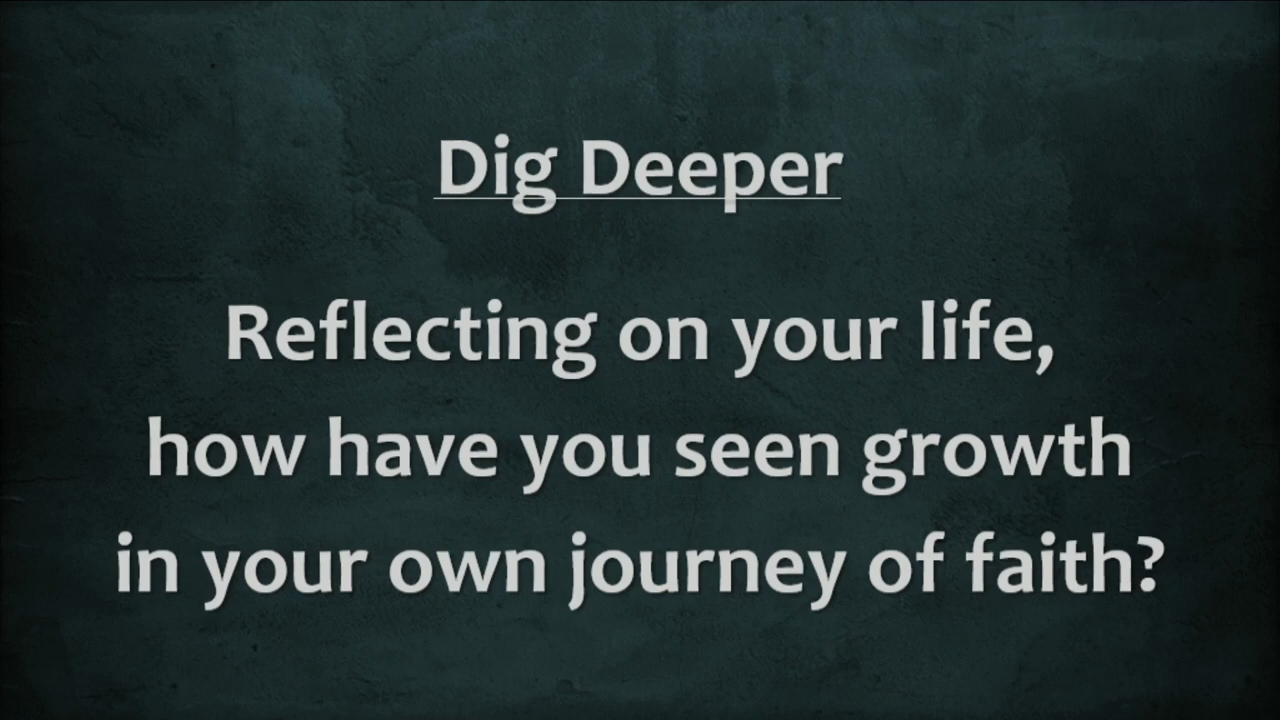 Dig Deeper
Reflecting on your life,
how have you seen growth
in your own journey of faith?